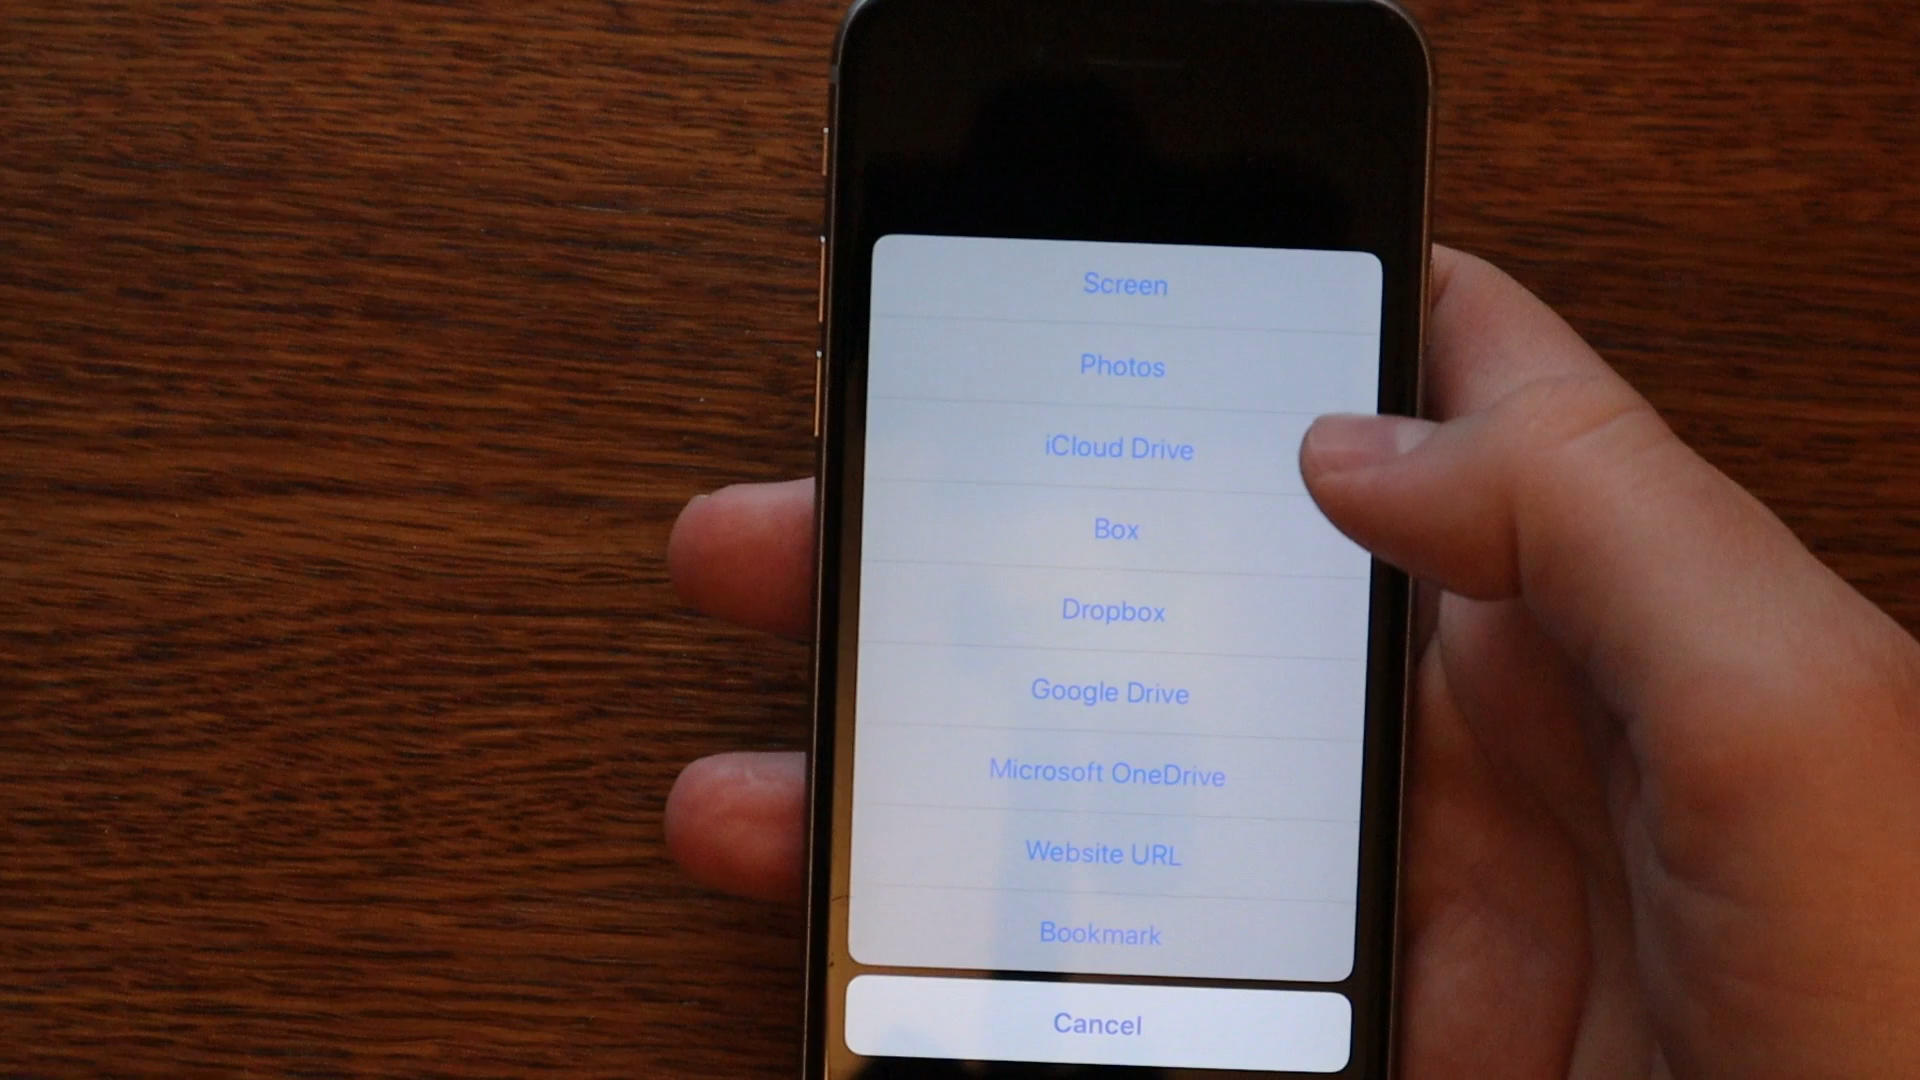 Screen
Photos
iCloud Drive
Box
Dropbox
Google Drive
Microsoft OneDrive
Website URL
Bookmark
Cancel